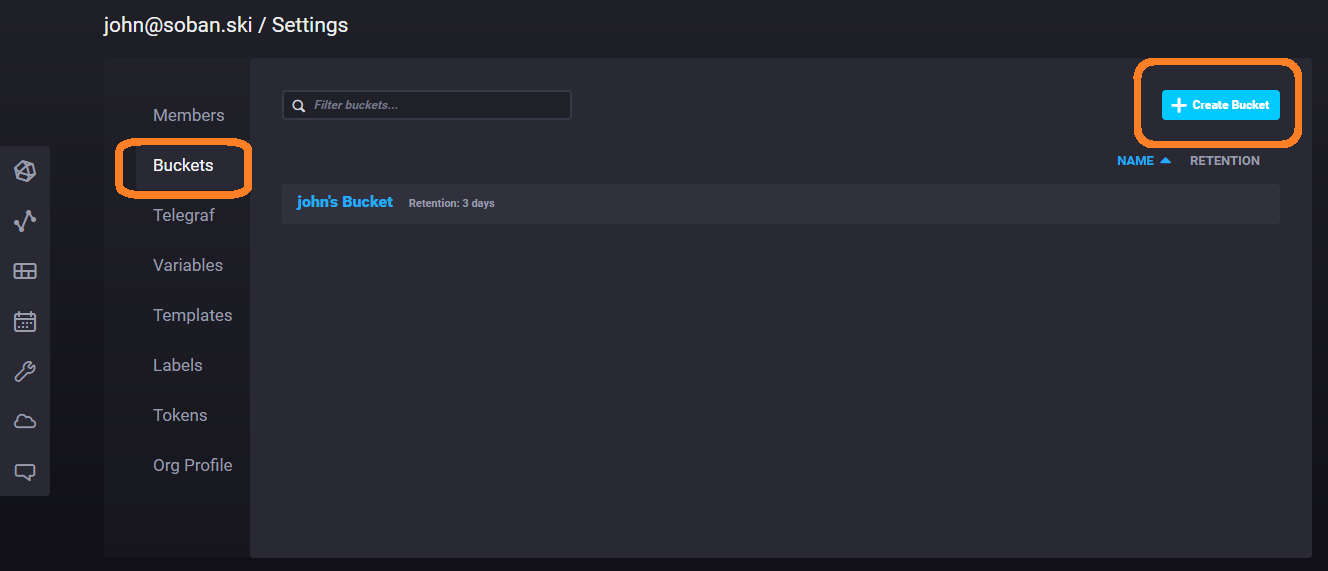 john@soban.ski / Settings
Members
Buckets
Telegraf
Variables
Templates
Labels
Tokens
Org Profile
Filter buckets...
Create Bucket
NAME RETENTION
john's Bucket Retention: 3 days